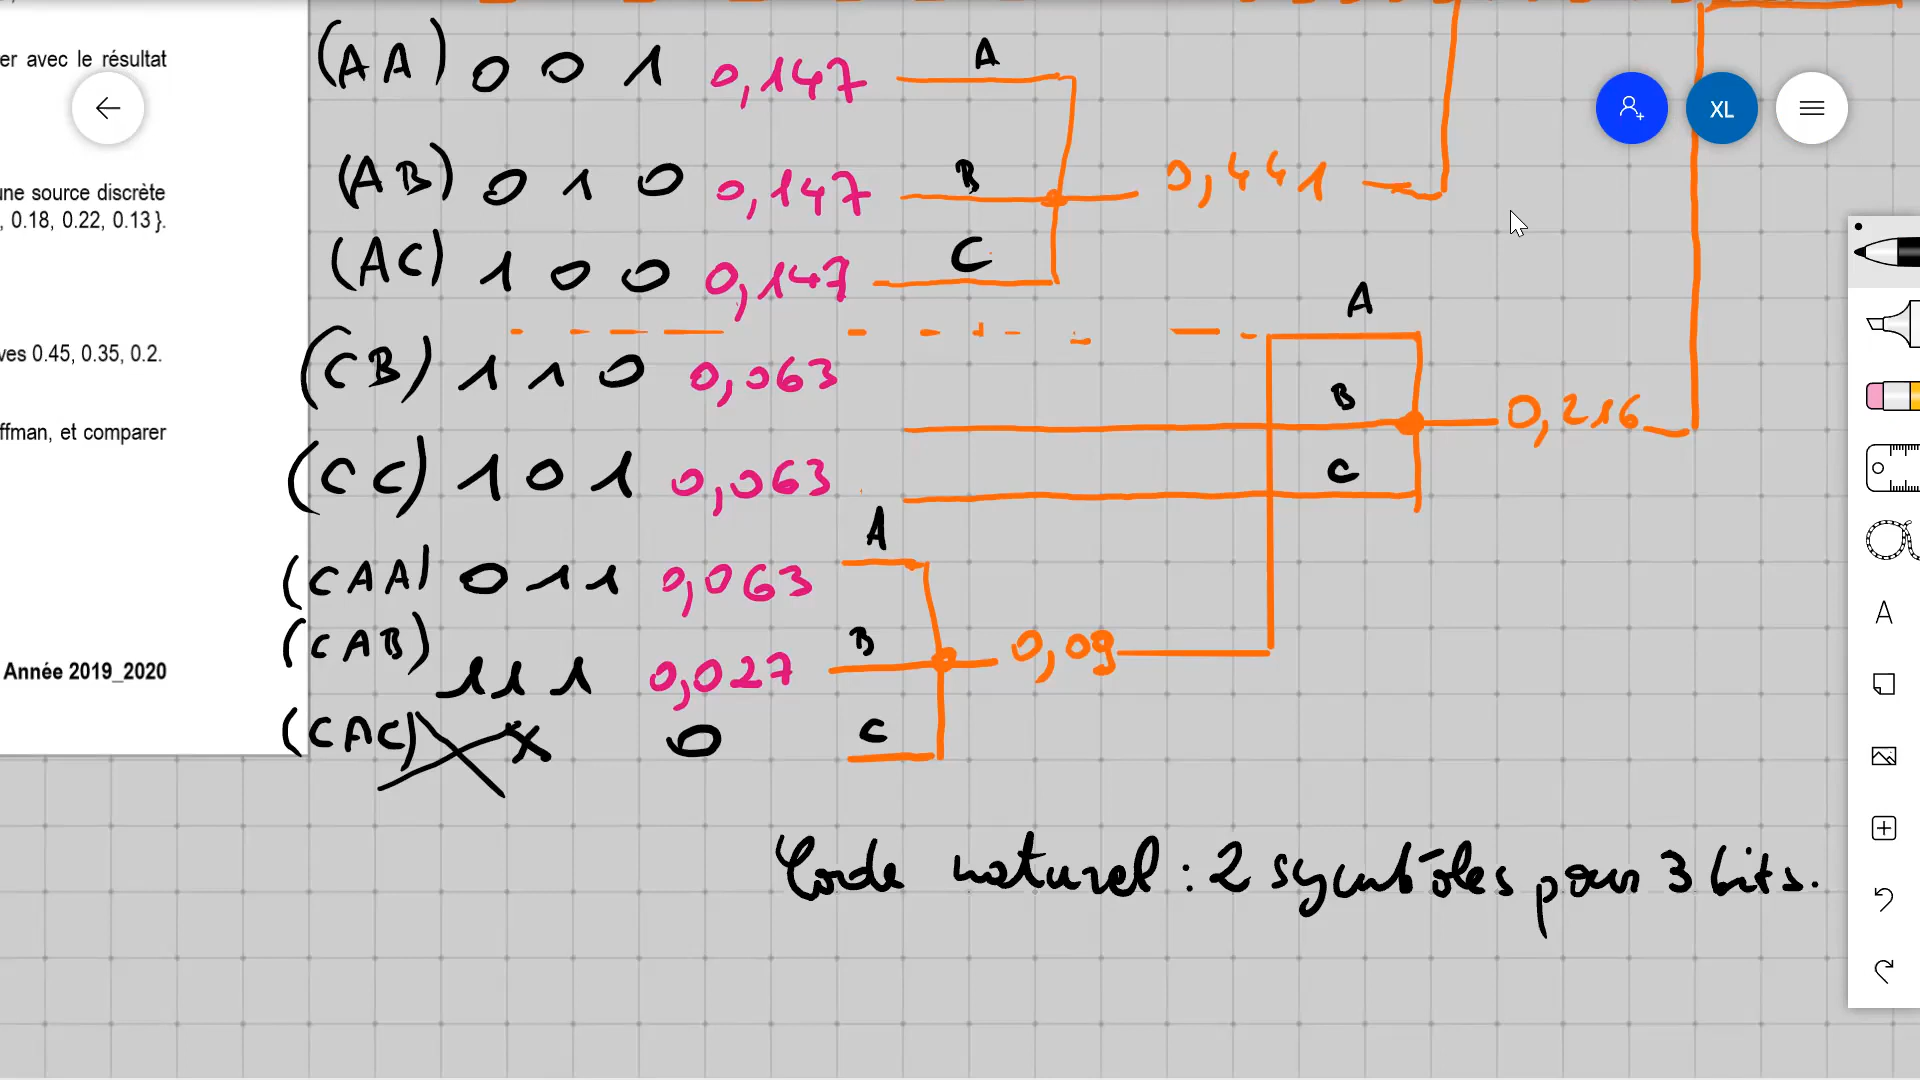 er avec le résultat
une source discrète
, 0.18, 0.22, 0.13 }.
ves 0.45, 0.35, 0.2.
ffman, et comparer
Année 2019_2020
XL
A
(AA) 0 0 1 0,147 A
(AB) 0 1 0 0,147 B 0,441
(AC) 1 0 0 0,147 C
A
(CB) 1 1 0 0,063
B
0,216
(CC) 1 0 1 0,063 C
(CAA) 0 1 1 0,063 A
(CAB) 1 1 1 0,027 B 0,09
(CAC) 0 C
Code naturel : 2 symbôles pour 3 bits.